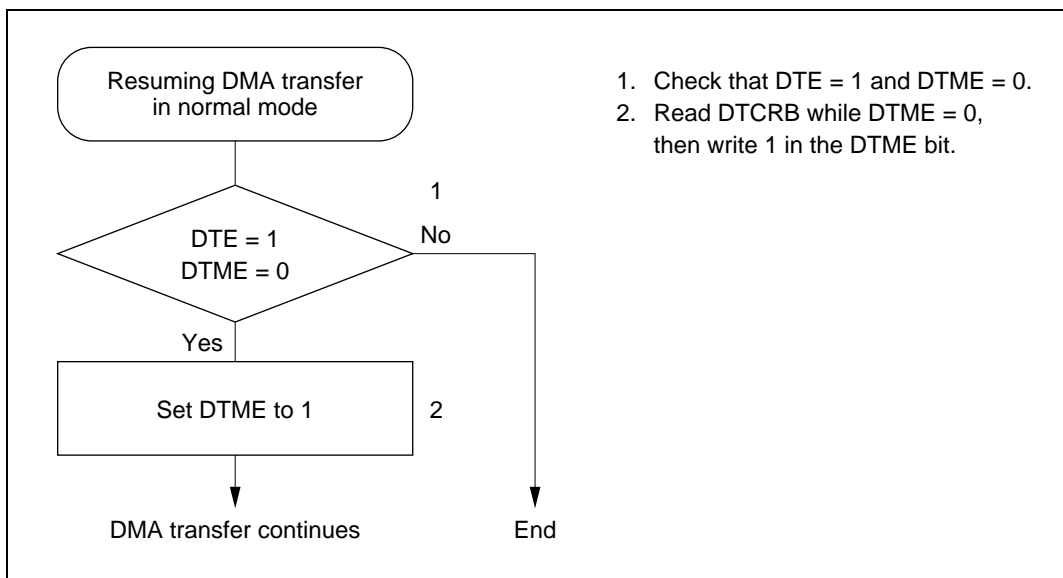 Resuming DMA transfer
in normal mode
1. Check that DTE = 1 and DTME = 0.
2. Read DTCRB while DTME = 0,
then write 1 in the DTME bit.
1
DTE = 1
DTME = 0
No
Yes
Set DTME to 1
2
DMA transfer continues
End